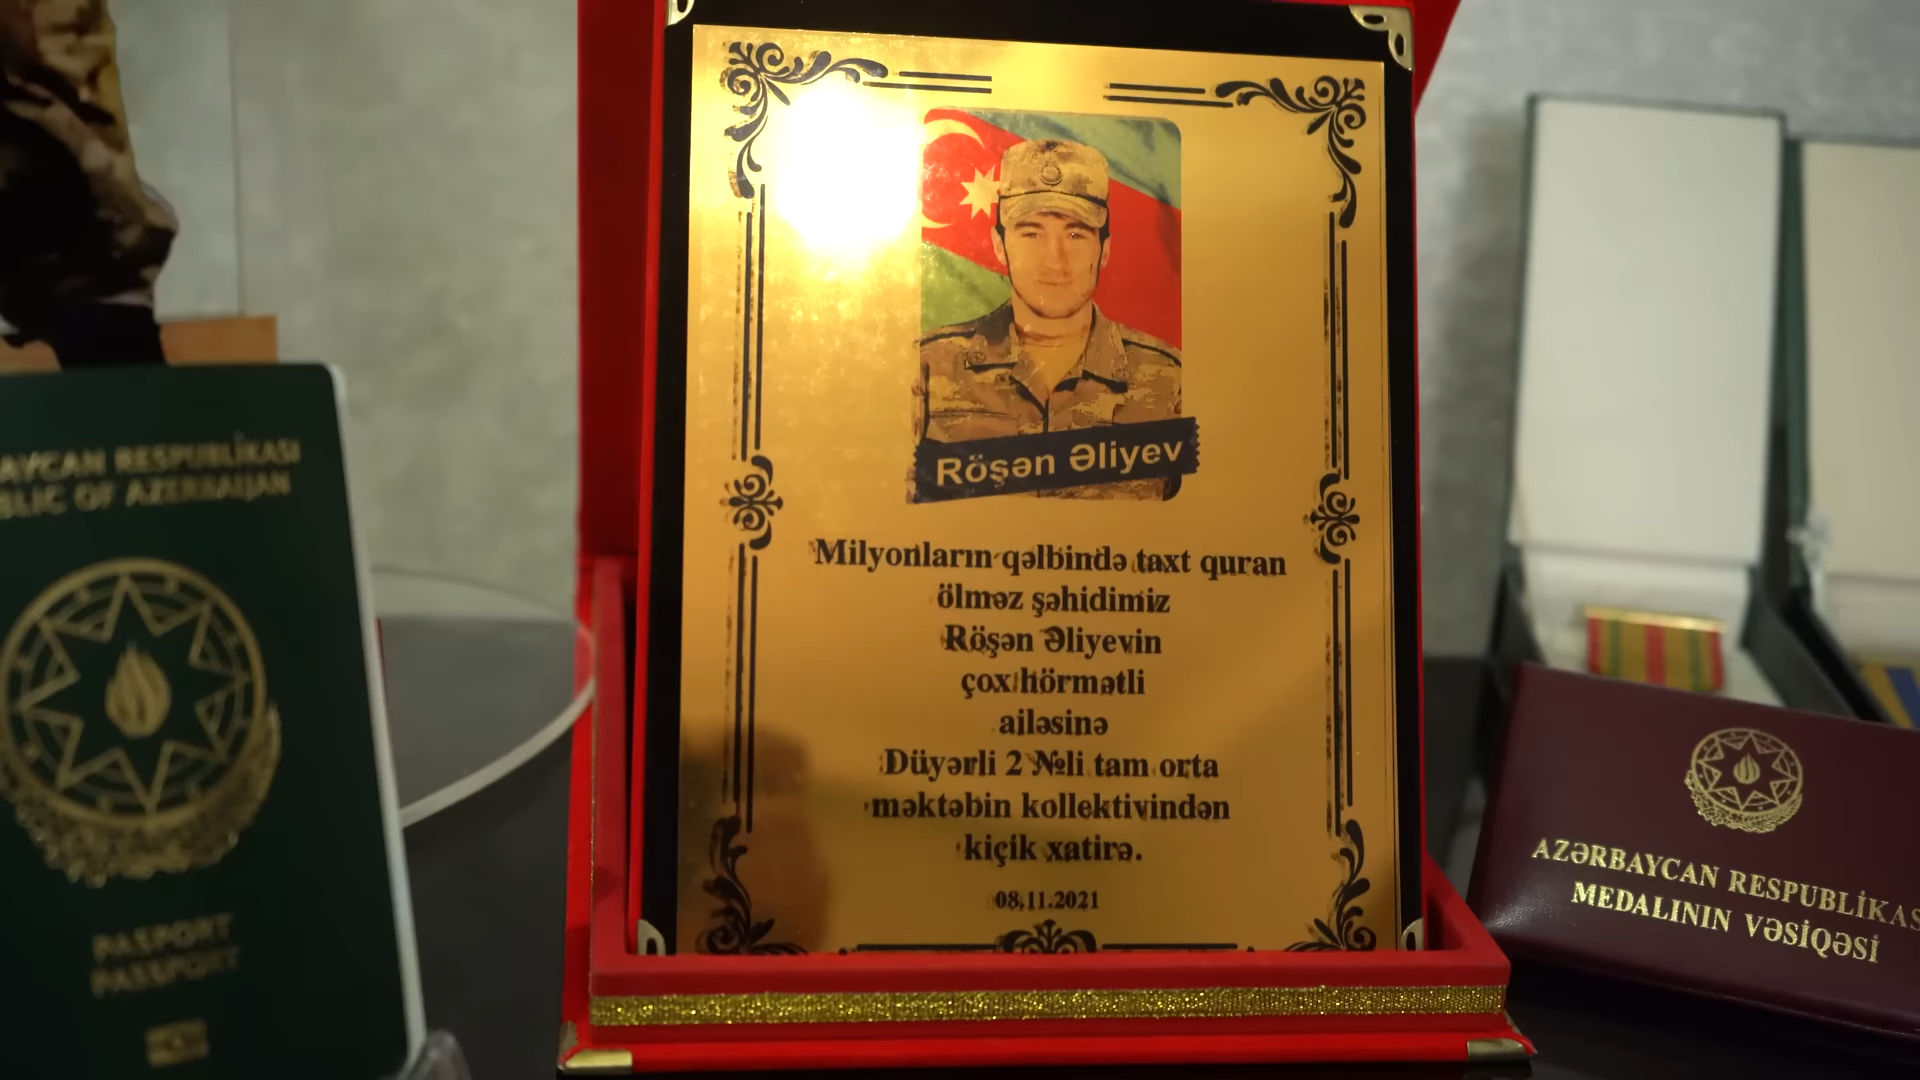 AYCAN RESPUBLİKASI
BLIC OF AZERBAIJAN
PASPORT
PASSPORT
Röşən Əliyev
Milyonların qəlbində taxt quran
ölməz şəhidimiz
Röşən Əliyevin
çox hörmətli
ailəsinə
Düyərli 2 №li tam orta
məktəbin kollektivindən
kiçik xatirə.
08.11.2021
AZƏRBAYCAN RESPUBLİKAS
MEDALININ VƏSİQƏSİ